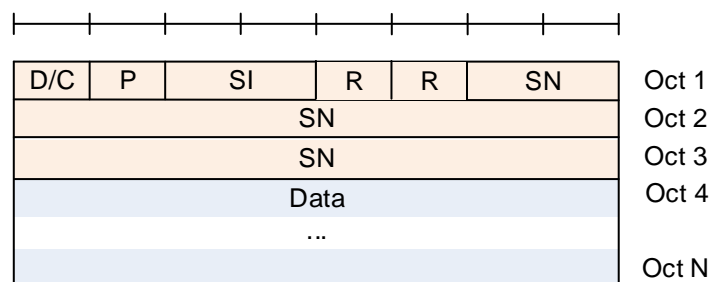 D/C P SI R R SN Oct 1
SN Oct 2
SN Oct 3
Data Oct 4
...
Oct N